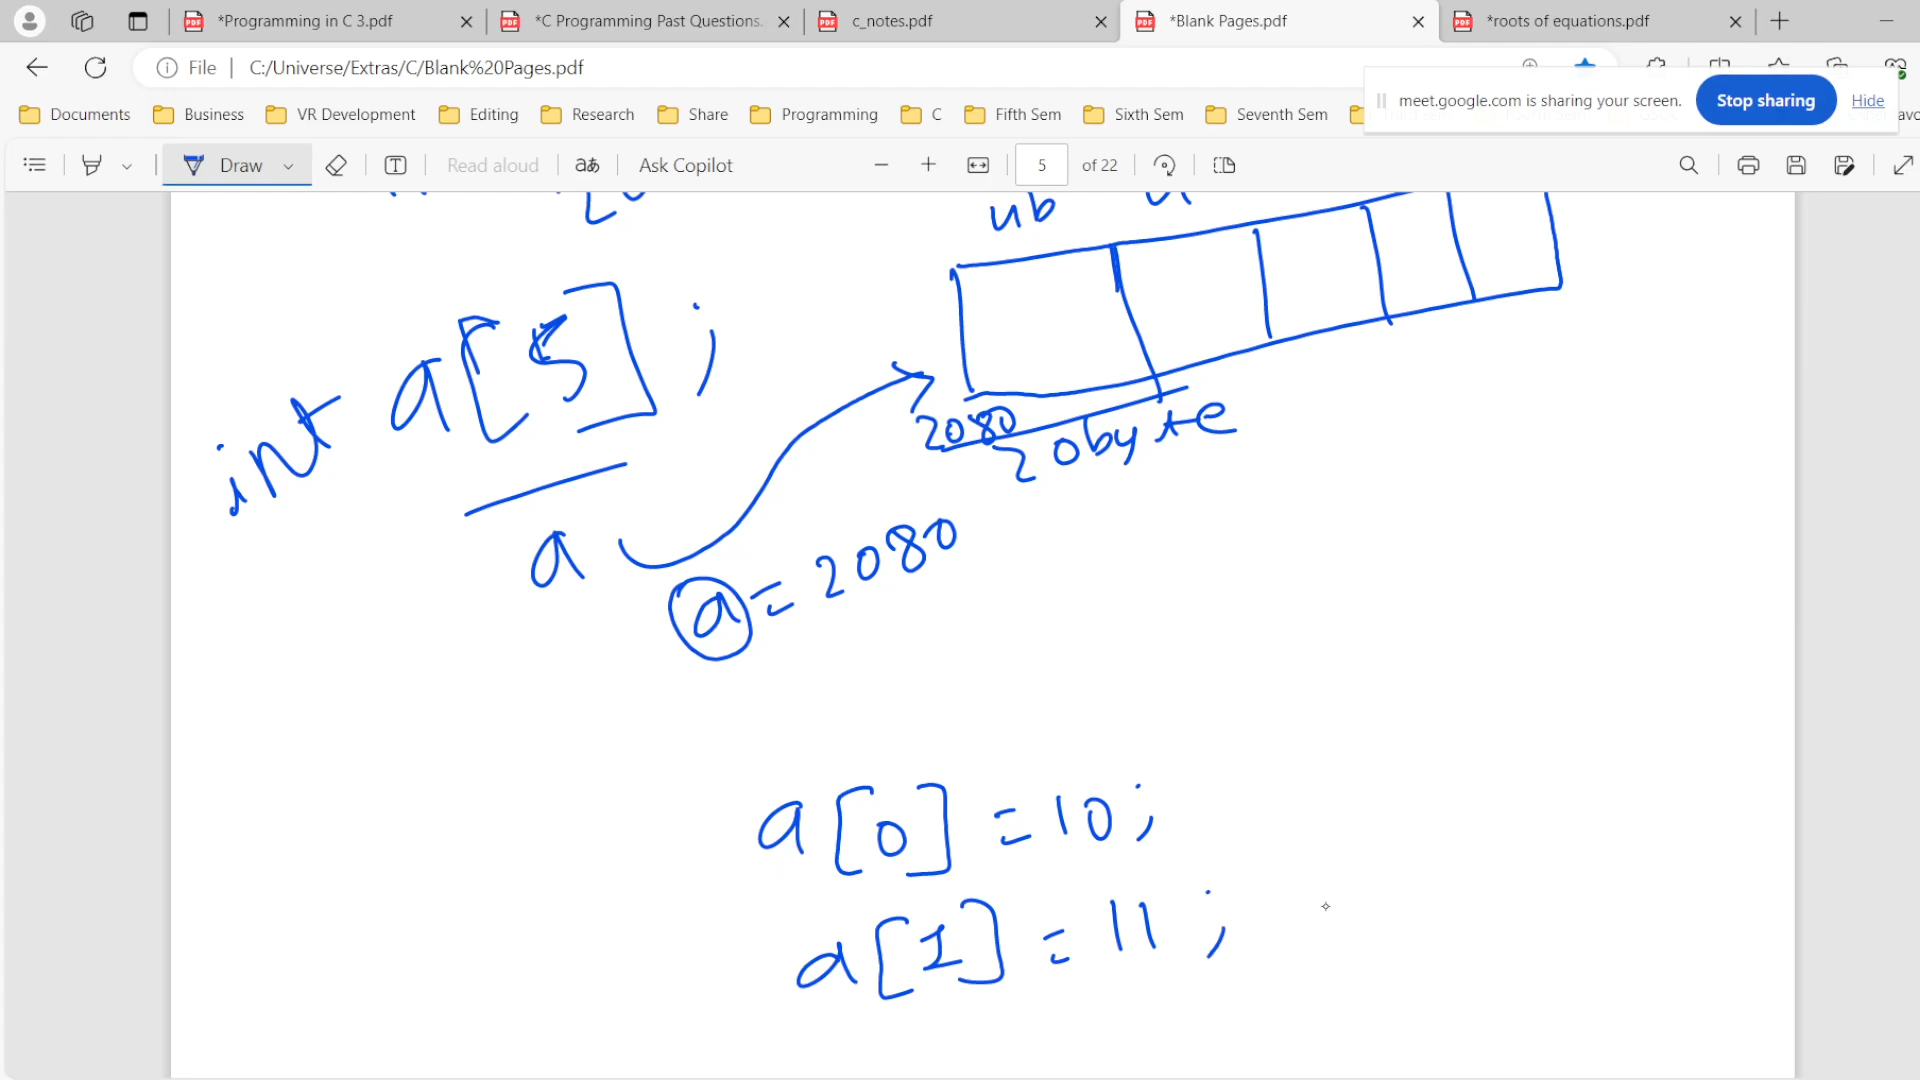 *Programming in C 3.pdf
*C Programming Past Questions.
c_notes.pdf
*Blank Pages.pdf
*roots of equations.pdf
File
C:/Universe/Extras/C/Blank%20Pages.pdf
meet.google.com is sharing your screen.
Stop sharing
Hide
Documents
Business
VR Development
Editing
Research
Share
Programming
C
Fifth Sem
Sixth Sem
Seventh Sem
Draw
Read aloud
Ask Copilot
5
of 22
ub
int a[5];
2080
20byte
a
a = 2080
a[0] = 10;
a[1] = 11;